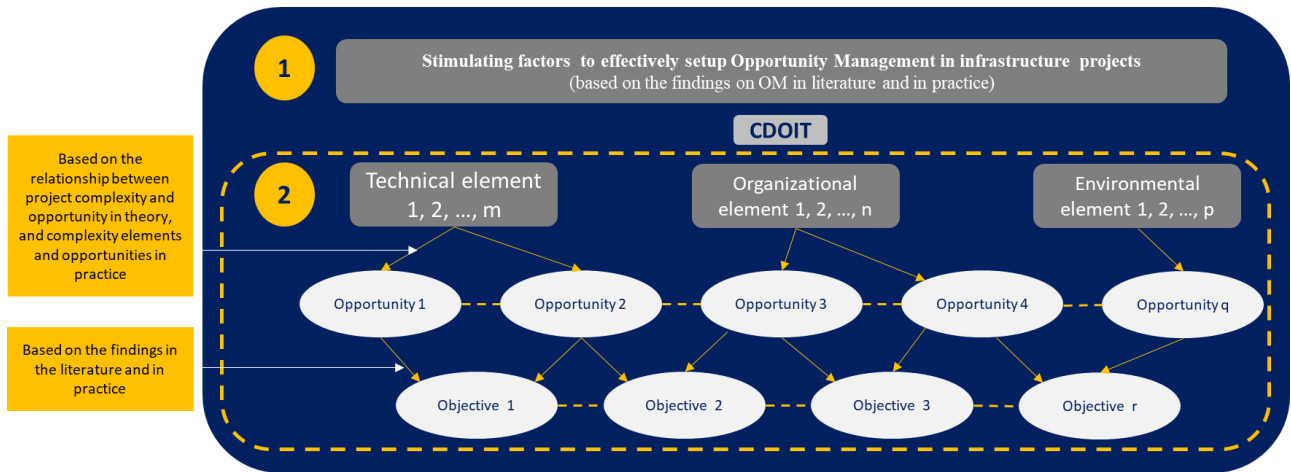 1
Stimulating factors to effectively setup Opportunity Management in infrastructure projects
(based on the findings on OM in literature and in practice)
CDOIT
Based on the
relationship between
project complexity and
opportunity in theory,
and complexity elements
and opportunities in
practice
2
Technical element
1, 2, ..., m
Organizational
element 1, 2, ..., n
Environmental
element 1, 2, ..., p
Opportunity 1
Opportunity 2
Opportunity 3
Opportunity 4
Opportunity q
Based on the findings in
the literature and in
practice
Objective 1
Objective 2
Objective 3
Objective r